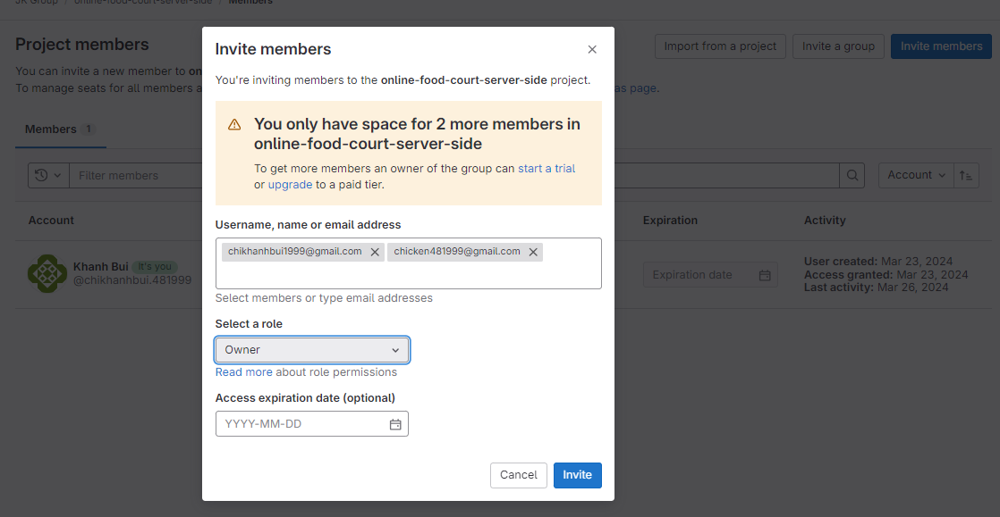 JK Group / online-food-court-server-side / Members
Project members
Import from a project
Invite a group
Invite members
You can invite a new member to on
To manage seats for all members a
as page.
Members 1
Filter members
Account
Account
Expiration
Activity
Khanh Bui It's you
@chikhanhbui.481999
Expiration date
User created: Mar 23, 2024
Access granted: Mar 23, 2024
Last activity: Mar 26, 2024
Invite members
You're inviting members to the online-food-court-server-side project.
You only have space for 2 more members in
online-food-court-server-side
To get more members an owner of the group can start a trial
or upgrade to a paid tier.
Username, name or email address
chikhanhbui1999@gmail.com
chicken481999@gmail.com
Select members or type email addresses
Select a role
Owner
Read more about role permissions
Access expiration date (optional)
YYYY-MM-DD
Cancel
Invite